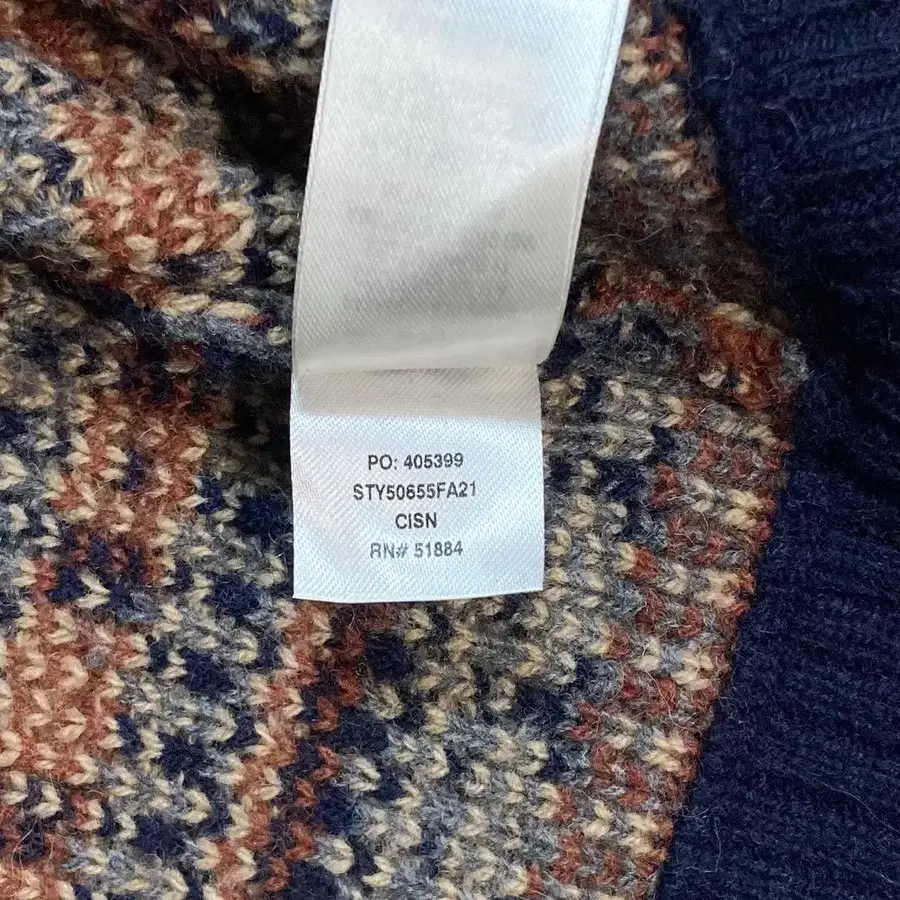 PO: 405399
STY50655FA21
CISN
RN# 51884